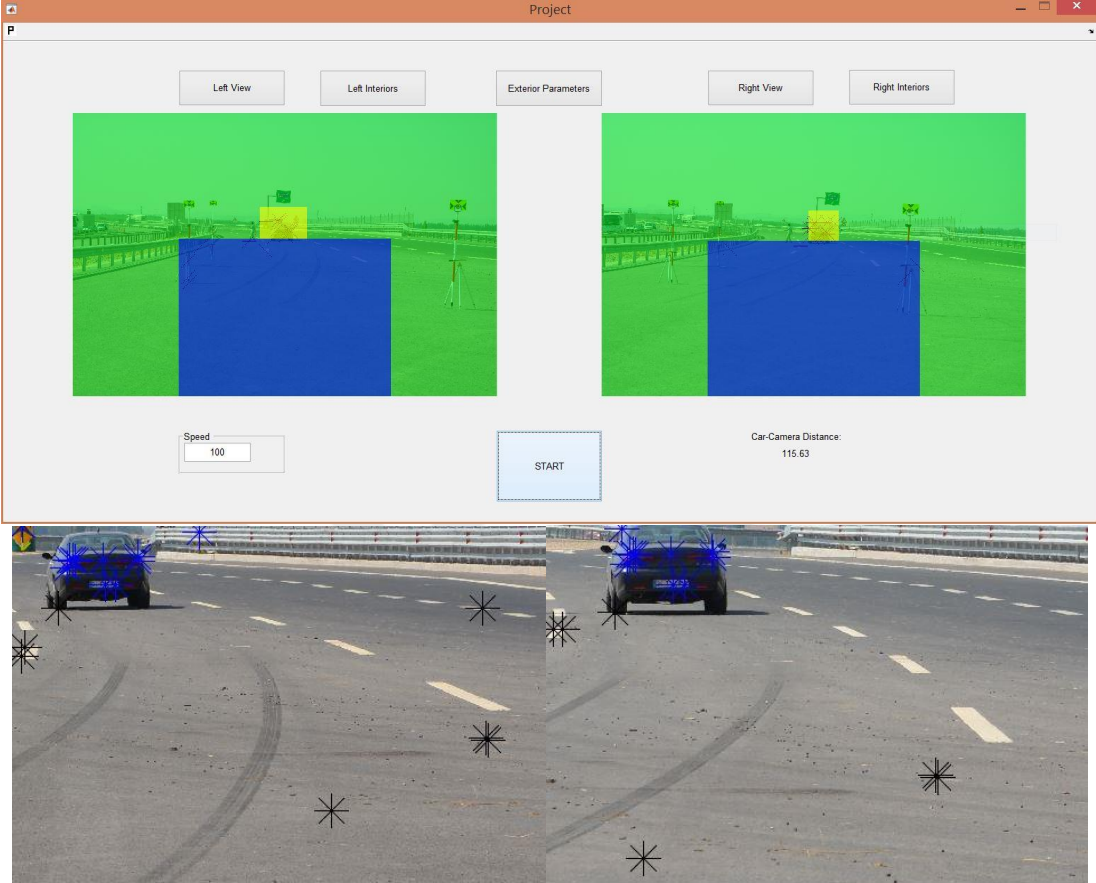 Project
P
Left View
Left Interiors
Exterior Parameters
Right View
Right Interiors
Speed
100
START
Car-Camera Distance:
115.63